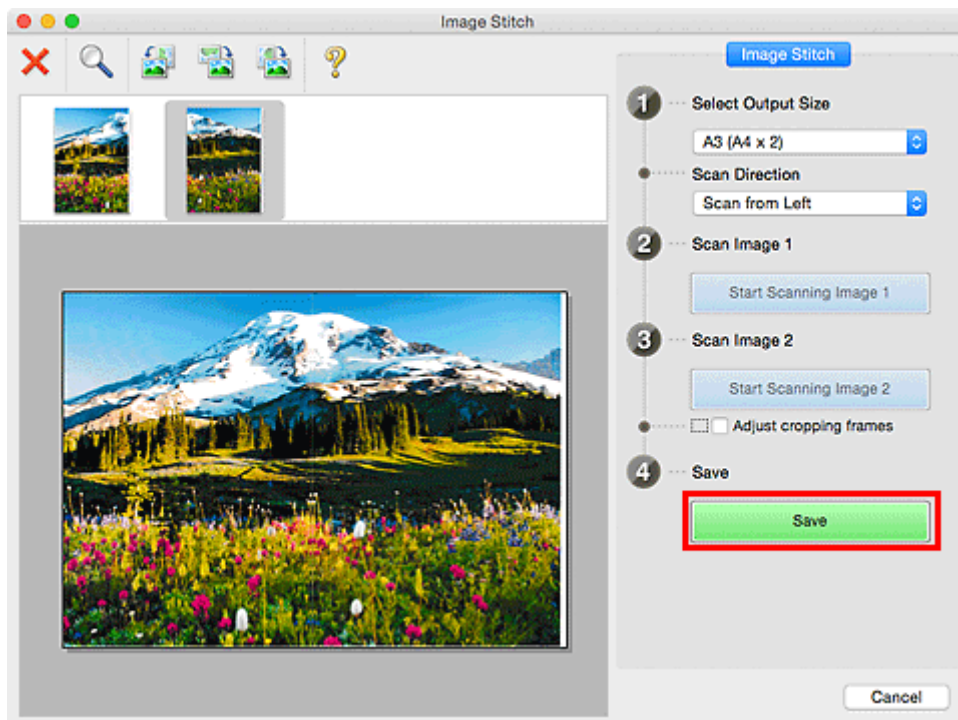 Image Stitch
Image Stitch
1 Select Output Size
A3 (A4 x 2)
Scan Direction
Scan from Left
2 Scan Image 1
Start Scanning Image 1
3 Scan Image 2
Start Scanning Image 2
Adjust cropping frames
4 Save
Save
Cancel